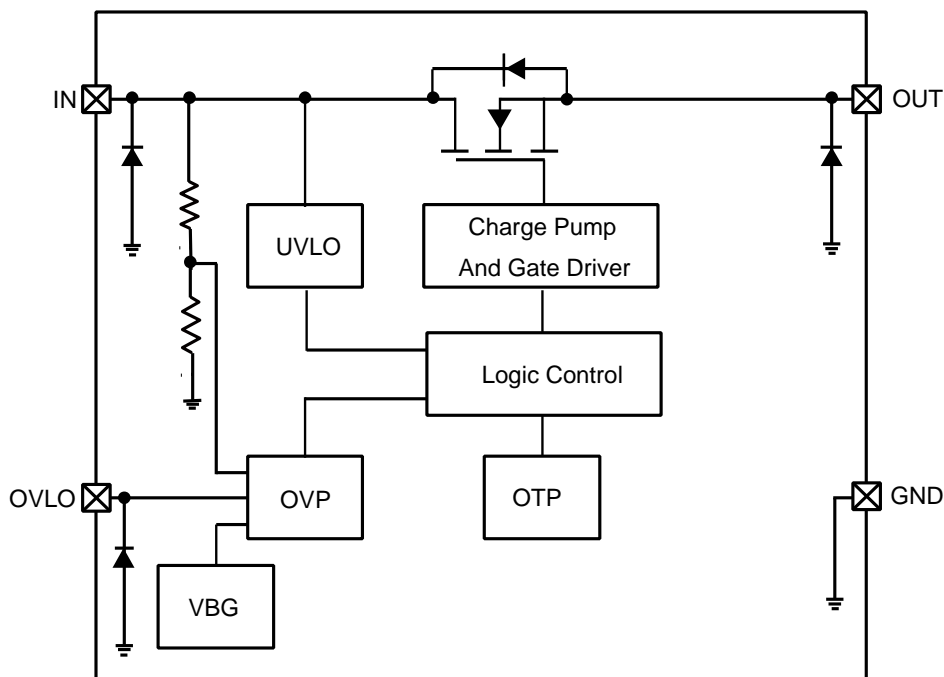 IN
OUT
UVLO
Charge Pump
And Gate Driver
Logic Control
OVLO
OVP
OTP
GND
VBG